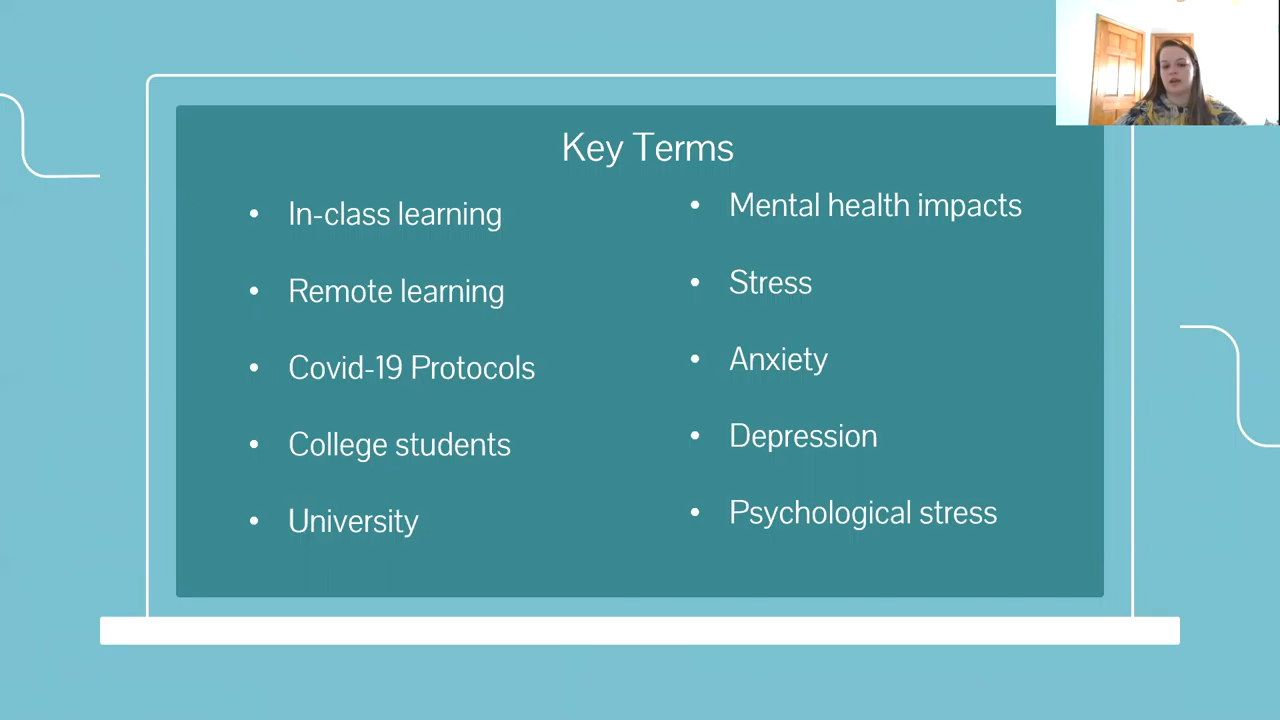 Key Terms
In-class learning
Remote learning
Covid-19 Protocols
College students
University
Mental health impacts
Stress
Anxiety
Depression
Psychological stress